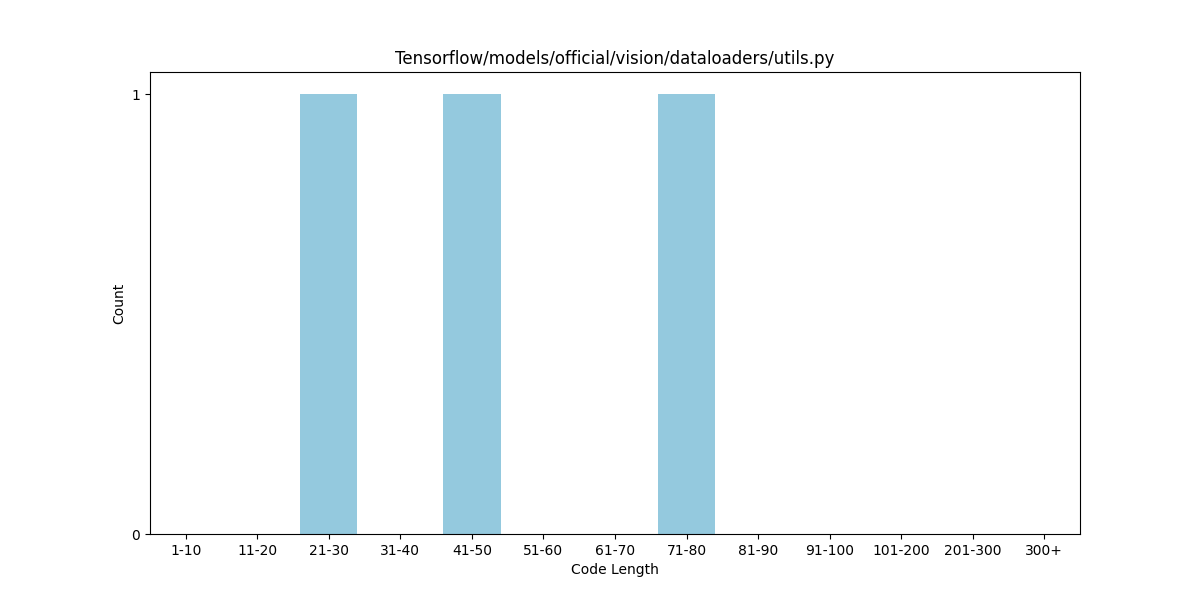 Tensorflow/models/official/vision/dataloaders/utils.py
1
Count
0
1-10 11-20 21-30 31-40 41-50 51-60 61-70 71-80 81-90 91-100 101-200 201-300 300+
Code Length